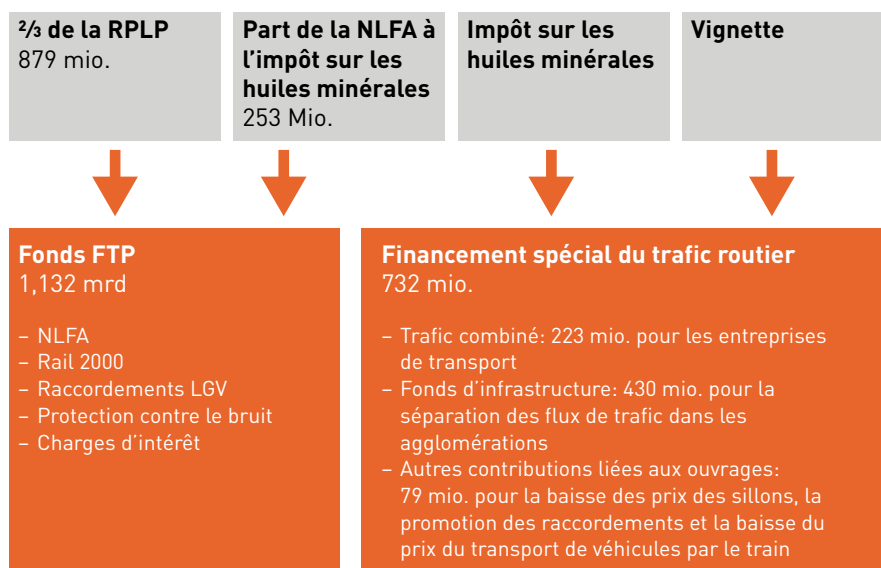 ⅔ de la RPLP
879 mio.
Part de la NLFA à
l'impôt sur les
huiles minérales
253 Mio.
Impôt sur les
huiles minérales
Vignette
Fonds FTP
1,132 mrd
– NLFA
– Rail 2000
– Raccordements LGV
– Protection contre le bruit
– Charges d'intérêt
Financement spécial du trafic routier
732 mio.
– Trafic combiné: 223 mio. pour les entreprises
de transport
– Fonds d'infrastructure: 430 mio. pour la
séparation des flux de trafic dans les
agglomérations
– Autres contributions liées aux ouvrages:
79 mio. pour la baisse des prix des sillons, la
promotion des raccordements et la baisse du
prix du transport de véhicules par le train